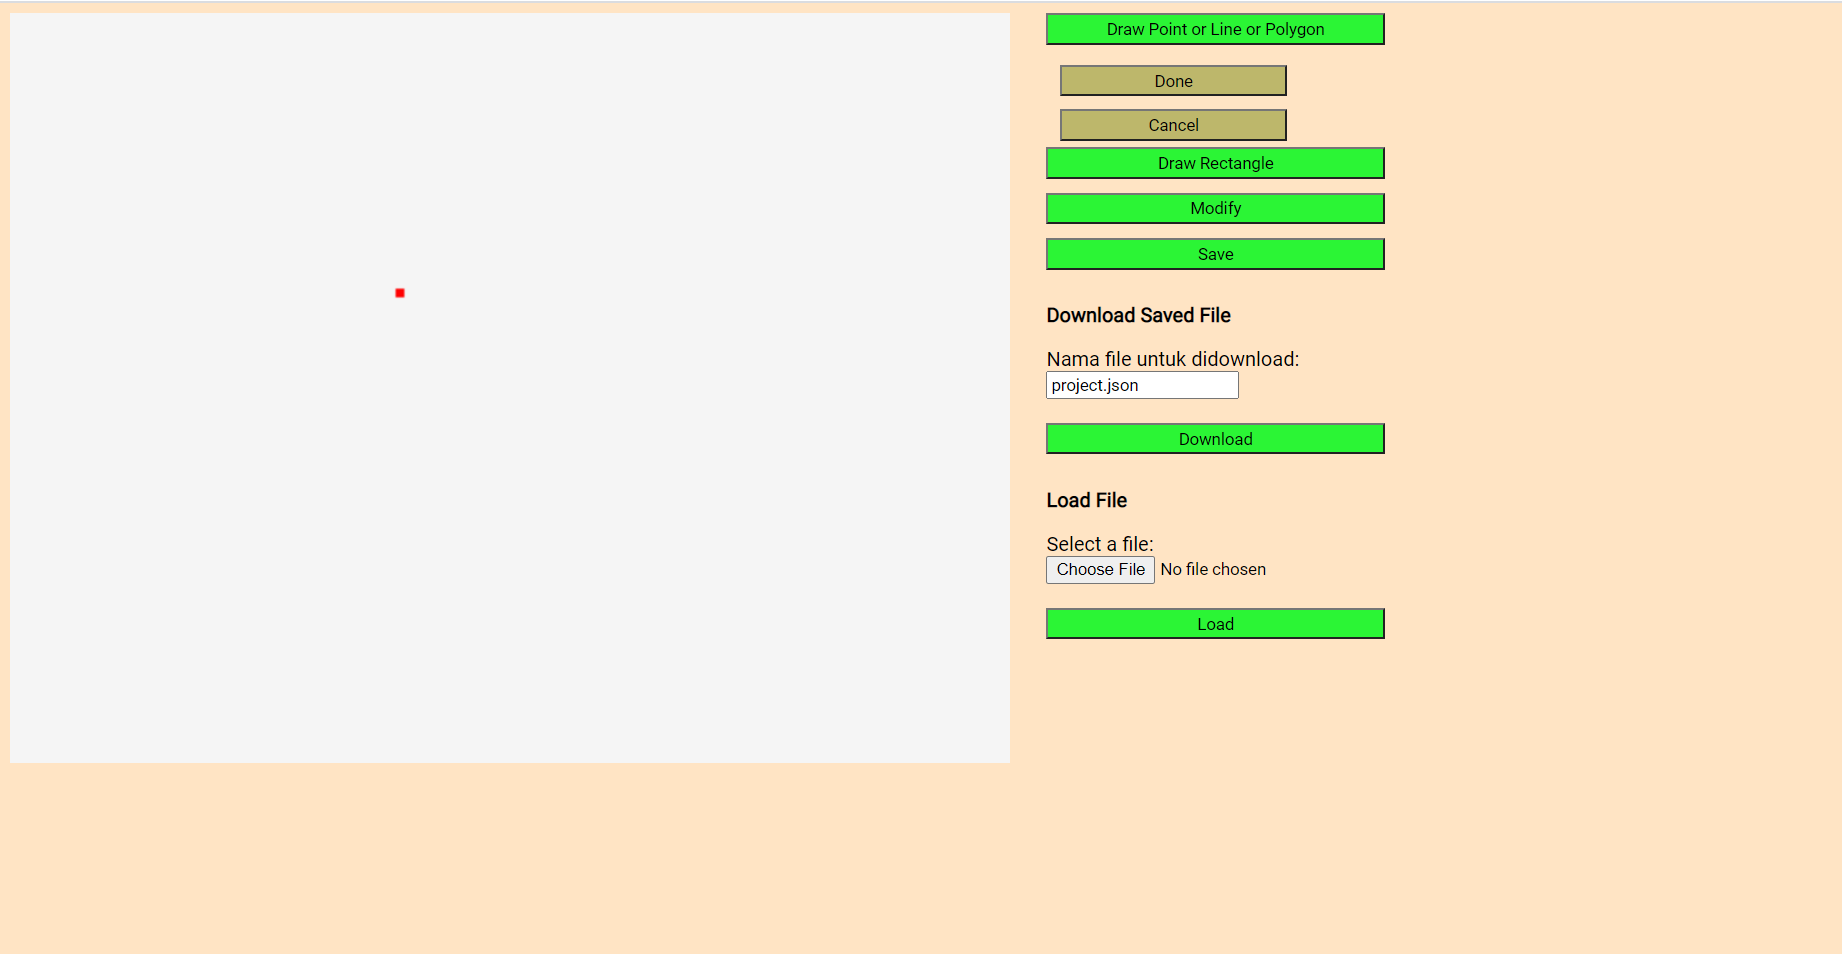 Draw Point or Line or Polygon
Done
Cancel
Draw Rectangle
Modify
Save
Download Saved File
Nama file untuk didownload:
project.json
Download
Load File
Select a file:
Choose File No file chosen
Load